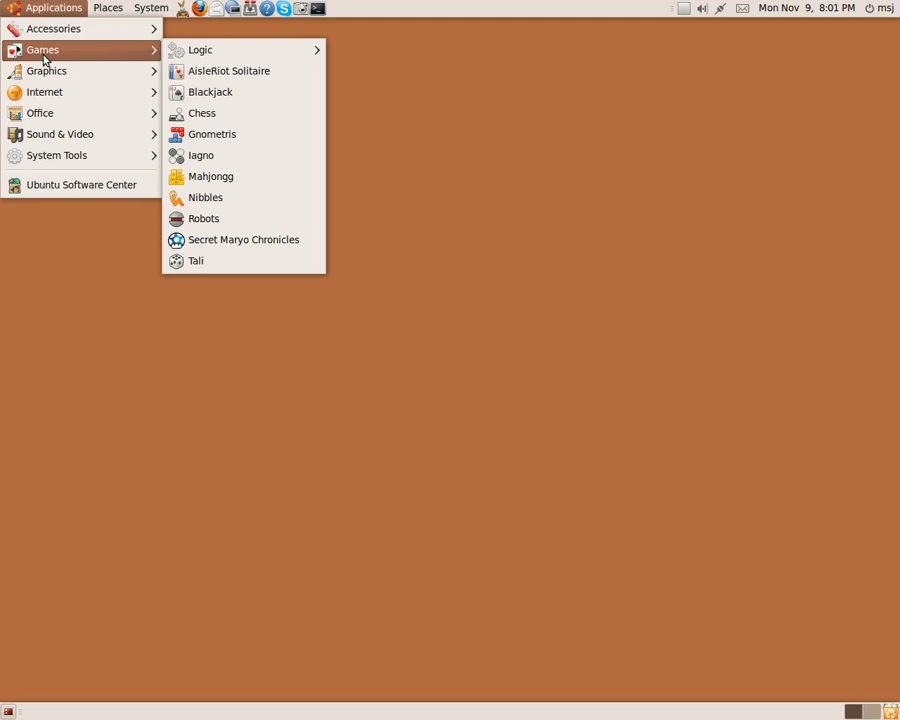 Applications Places System Mon Nov 9, 8:01 PM msj
Accessories
Games
Graphics
Internet
Office
Sound & Video
System Tools
Ubuntu Software Center
Logic
AisleRiot Solitaire
Blackjack
Chess
Gnometris
Iagno
Mahjongg
Nibbles
Robots
Secret Maryo Chronicles
Tali